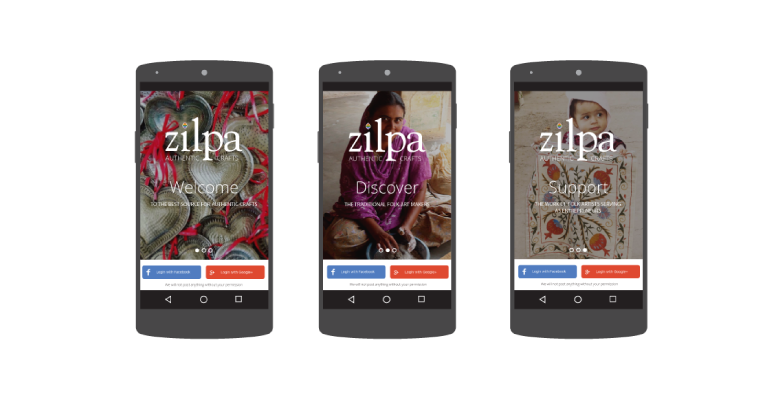 zilpa
AUTHENTIC CRAFTS
Welcome
TO THE BEST SOURCE FOR AUTHENTIC CRAFTS
Login with Facebook
Login with Google+
We will not post anything without your permission
zilpa
AUTHENTIC CRAFTS
Discover
THE TRADITIONAL FOLK ART MAKERS
Login with Facebook
Login with Google+
We will not post anything without your permission
zilpa
AUTHENTIC CRAFTS
Support
THE WORK OF FOLK ARTISTS SERVING
AS ENTREPRENEURS
Login with Facebook
Login with Google+
We will not post anything without your permission